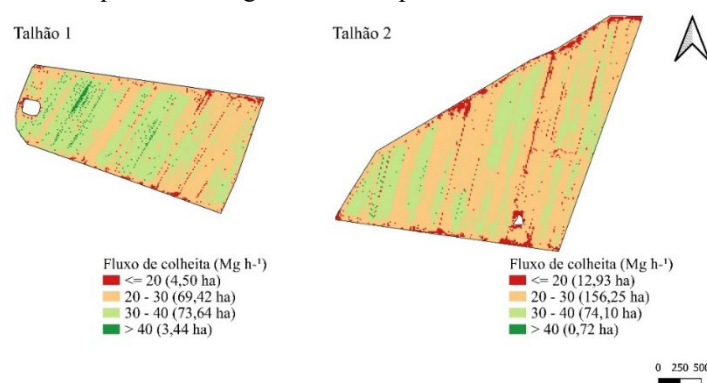 Talhão 1
Talhão 2
Fluxo de colheita (Mg h-¹)
<= 20 (4,50 ha)
20 - 30 (69,42 ha)
30 - 40 (73,64 ha)
> 40 (3,44 ha)
Fluxo de colheita (Mg h-¹)
<= 20 (12,93 ha)
20 - 30 (156,25 ha)
30 - 40 (74,10 ha)
> 40 (0,72 ha)
0 250 500